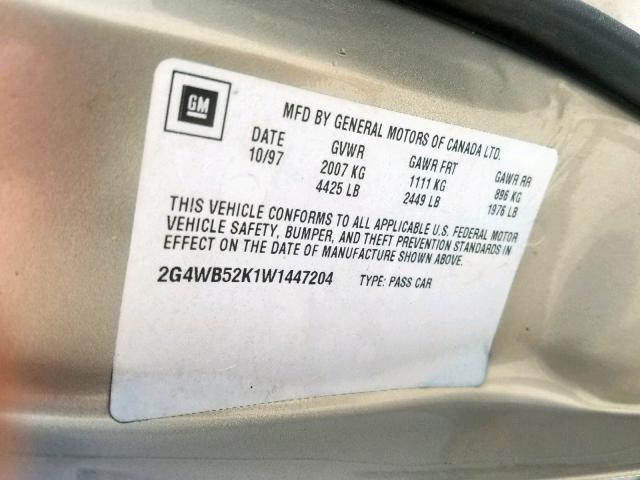 GM
MFD BY GENERAL MOTORS OF CANADA LTD.
DATE GVWR GAWR FRT GAWR RR
10/97 2007 KG 1111 KG 896 KG
4425 LB 2449 LB 1976 LB
THIS VEHICLE CONFORMS TO ALL APPLICABLE U.S. FEDERAL MOTOR
VEHICLE SAFETY, BUMPER, AND THEFT PREVENTION STANDARDS IN
EFFECT ON THE DATE OF MANUFACTURE SHOWN ABOVE.
2G4WB52K1W1447204 TYPE: PASS CAR